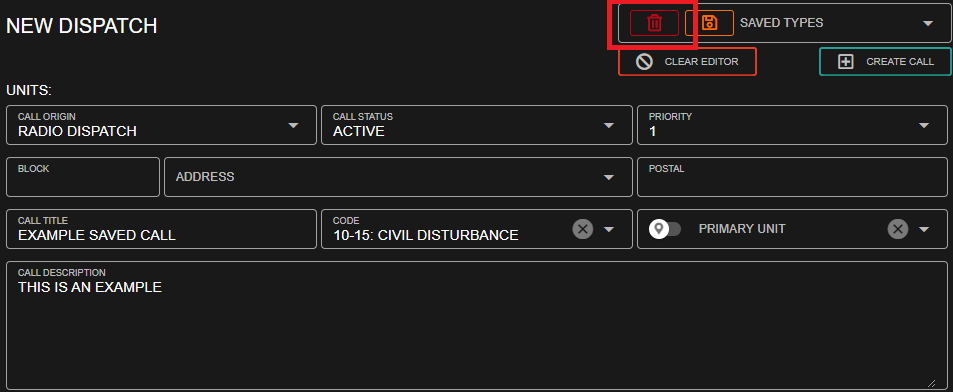 NEW DISPATCH
SAVED TYPES
CLEAR EDITOR
CREATE CALL
UNITS:
CALL ORIGIN
RADIO DISPATCH
CALL STATUS
ACTIVE
PRIORITY
1
BLOCK
ADDRESS
POSTAL
CALL TITLE
EXAMPLE SAVED CALL
CODE
10-15: CIVIL DISTURBANCE
PRIMARY UNIT
CALL DESCRIPTION
THIS IS AN EXAMPLE